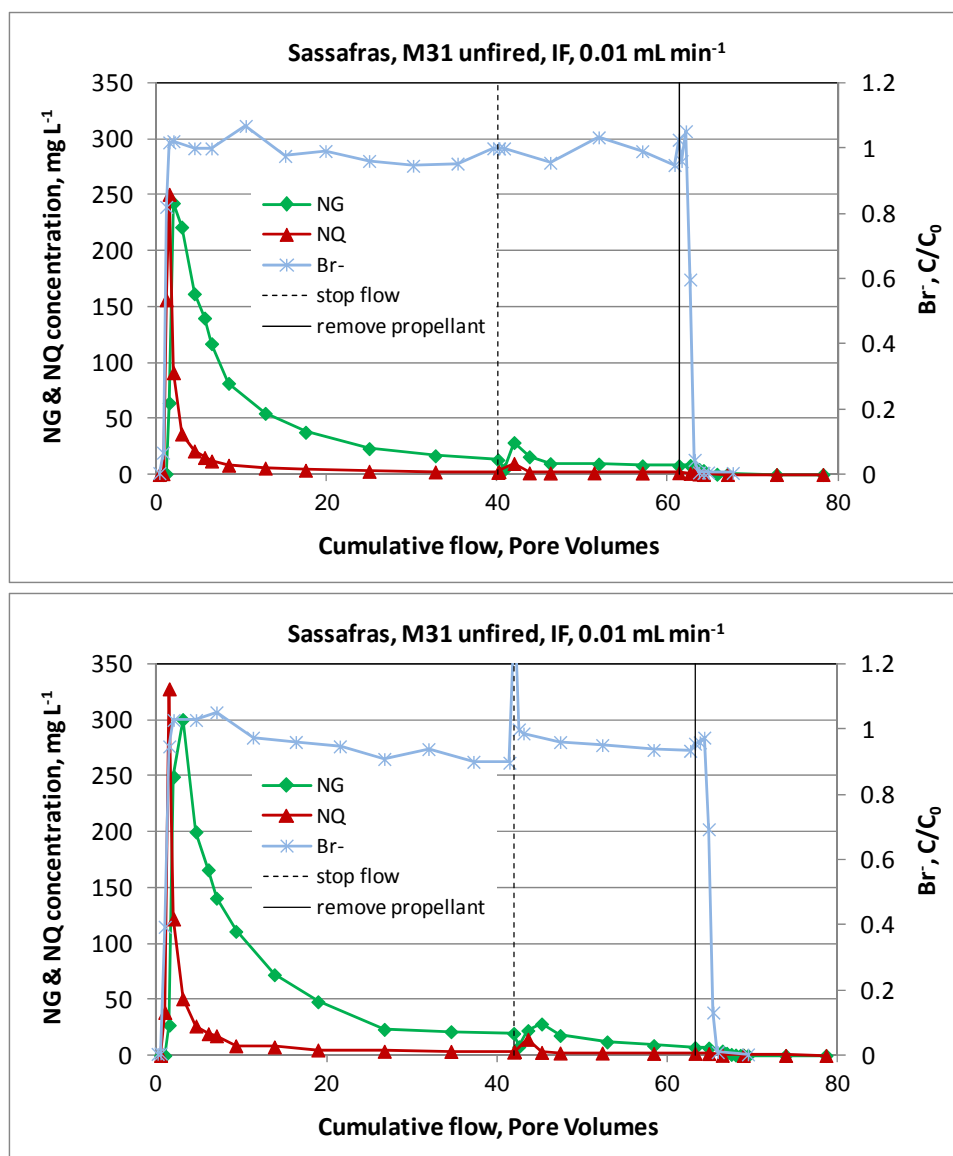 Sassafras, M31 unfired, IF, 0.01 mL min⁻¹
350
300
250
200
150
100
50
0
NG & NQ concentration, mg L⁻¹
1.2
1
0.8
0.6
0.4
0.2
0
Br⁻, C/C₀
NG
NQ
Br-
stop flow
remove propellant
0 20 40 60 80
Cumulative flow, Pore Volumes
Sassafras, M31 unfired, IF, 0.01 mL min⁻¹
350
300
250
200
150
100
50
0
NG & NQ concentration, mg L⁻¹
1.2
1
0.8
0.6
0.4
0.2
0
Br⁻, C/C₀
NG
NQ
Br-
stop flow
remove propellant
0 20 40 60 80
Cumulative flow, Pore Volumes